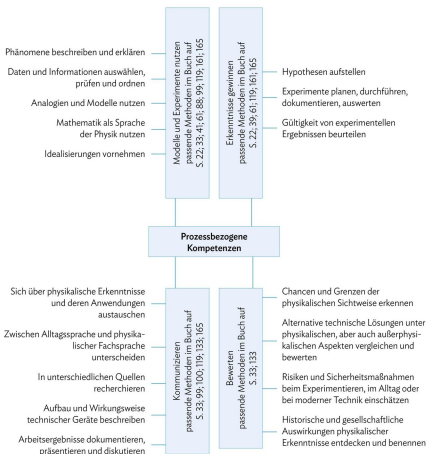 Phänomene beschreiben und erklären
Daten und Informationen auswählen,
prüfen und ordnen
Analogien und Modelle nutzen
Mathematik als Sprache
der Physik nutzen
Idealisierungen vornehmen
Modelle und Experimente nutzen
passende Methoden im Buch auf
S. 22; 33; 41; 61; 88; 99; 119; 161; 165
Erkenntnisse gewinnen
passende Methoden im Buch auf
S. 22; 39; 61; 119; 161; 165
Hypothesen aufstellen
Experimente planen, durchführen,
dokumentieren, auswerten
Gültigkeit von experimentellen
Ergebnissen beurteilen
Prozessbezogene
Kompetenzen
Sich über physikalische Erkenntnisse
und deren Anwendungen
austauschen
Zwischen Alltagssprache und physika-
lischer Fachsprache
unterscheiden
In unterschiedlichen Quellen
recherchieren
Aufbau und Wirkungsweise
technischer Geräte beschreiben
Arbeitsergebnisse dokumentieren,
präsentieren und diskutieren
Kommunizieren
passende Methoden im Buch auf
S. 33; 99; 100; 119; 133; 165
Bewerten
passende Methoden im Buch auf
S. 33; 133
Chancen und Grenzen der
physikalischen Sichtweise erkennen
Alternative technische Lösungen unter
physikalischen, aber auch außerphysi-
kalischen Aspekten vergleichen und
bewerten
Risiken und Sicherheitsmaßnahmen
beim Experimentieren, im Alltag oder
bei moderner Technik einschätzen
Historische und gesellschaftliche
Auswirkungen physikalischer
Erkenntnisse entdecken und benennen